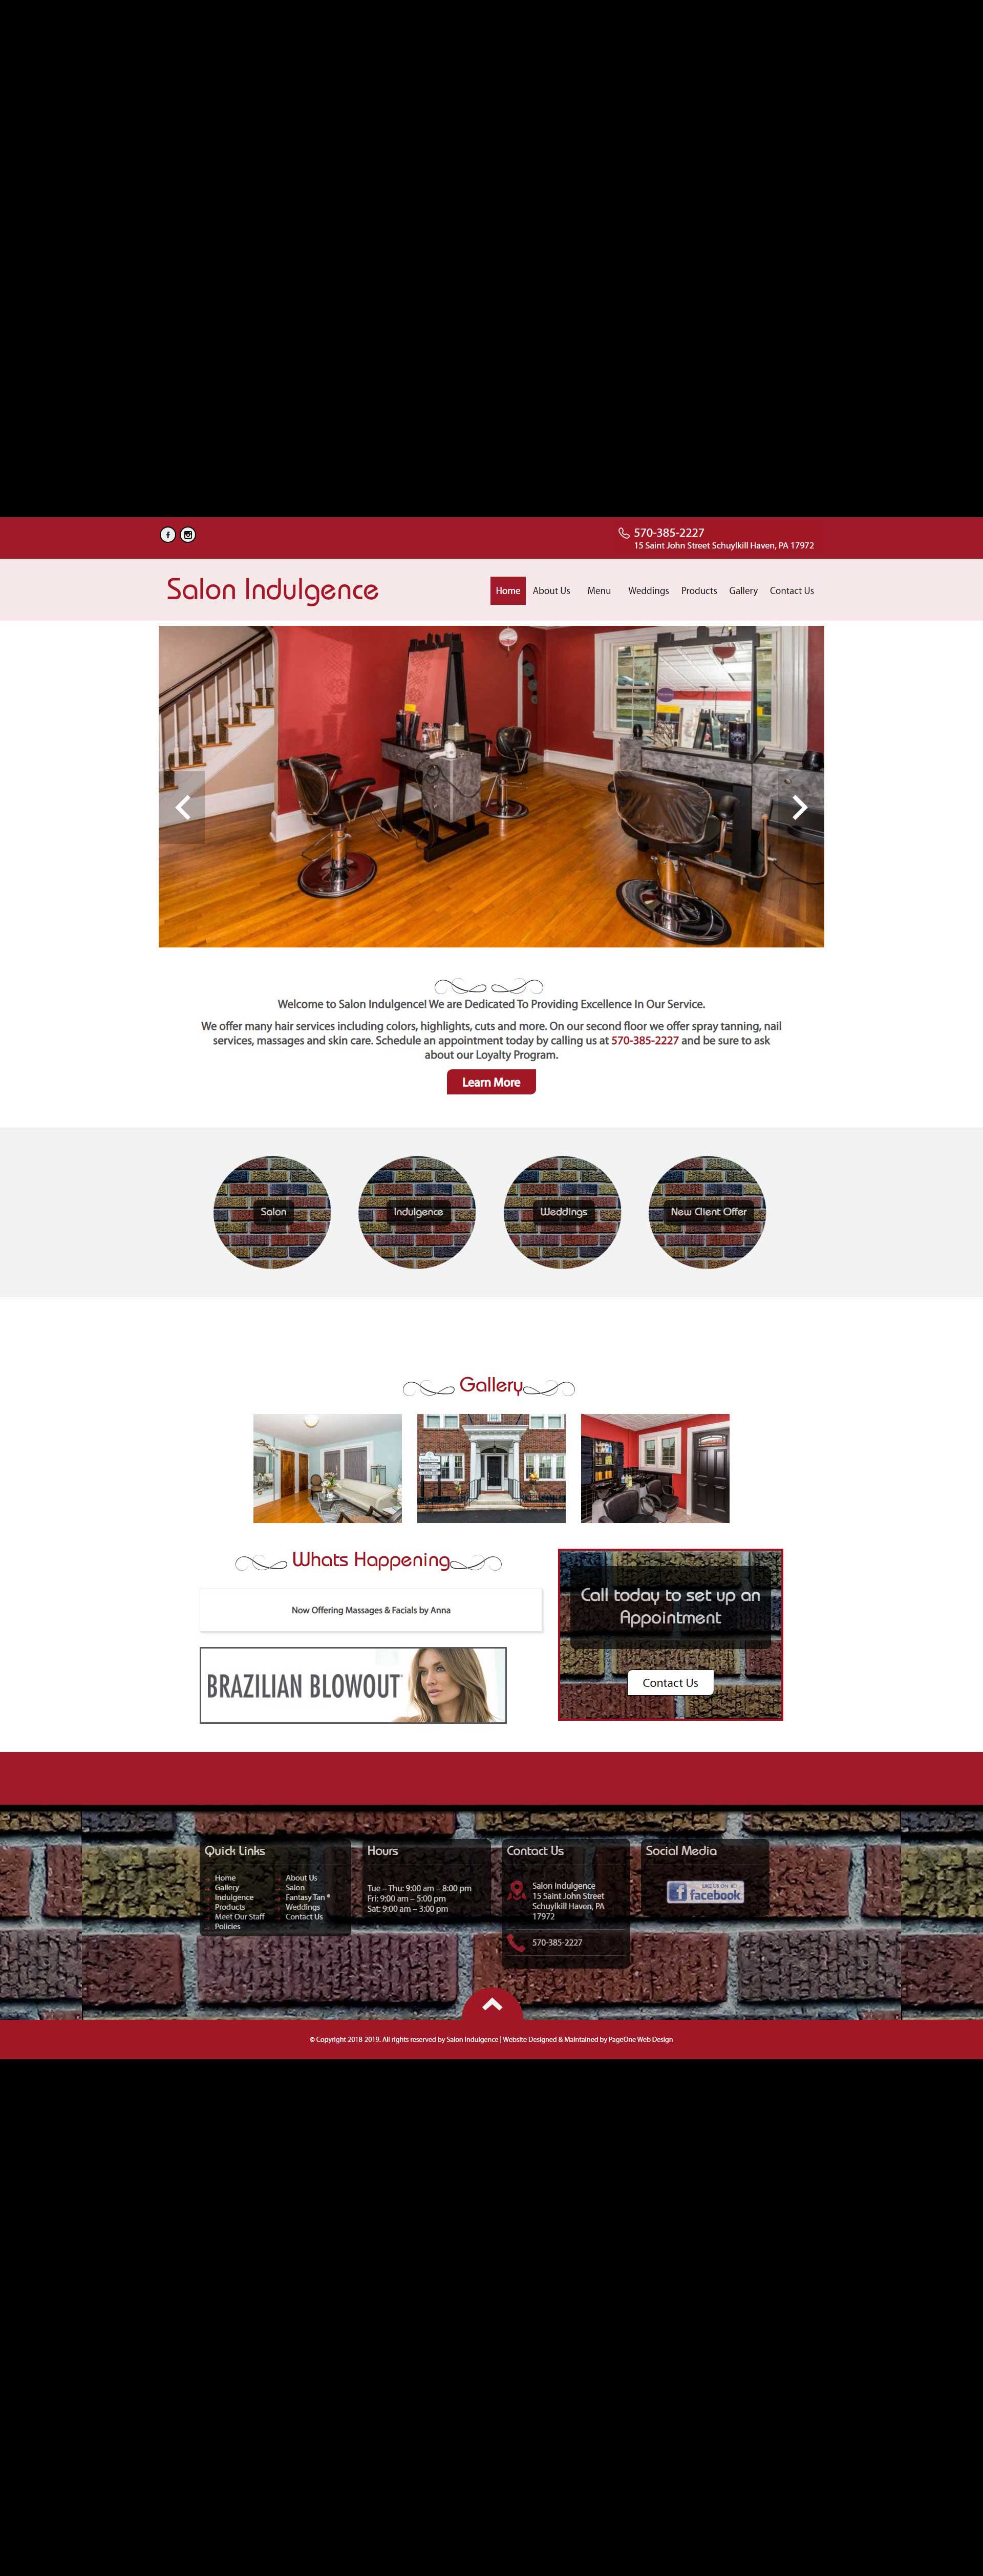 570-385-2227
15 Saint John Street Schuylkill Haven, PA 17972
Salon Indulgence
Home About Us Menu Weddings Products Gallery Contact Us
Welcome to Salon Indulgence! We are Dedicated To Providing Excellence In Our Service.
We offer many hair services including colors, highlights, cuts and more. On our second floor we offer spray tanning, nail
services, massages and skin care. Schedule an appointment today by calling us at 570-385-2227 and be sure to ask
about our Loyalty Program.
Learn More
Salon
Indulgence
Weddings
New Client Offer
Gallery
Whats Happening
Now Offering Massages & Facials by Anna
BRAZILIAN BLOWOUT
Call today to set up an
Appointment
Contact Us
Quick Links
Home
Gallery
Indulgence
Products
Meet Our Staff
Policies
About Us
Salon
Fantasy Tan ®
Weddings
Contact Us
Hours
Tue – Thu: 9:00 am – 8:00 pm
Fri: 9:00 am – 5:00 pm
Sat: 9:00 am – 3:00 pm
Contact Us
Salon Indulgence
15 Saint John Street
Schuylkill Haven, PA
17972
570-385-2227
Social Media
LIKE US ON
facebook
© Copyright 2018-2019. All rights reserved by Salon Indulgence | Website Designed & Maintained by PageOne Web Design